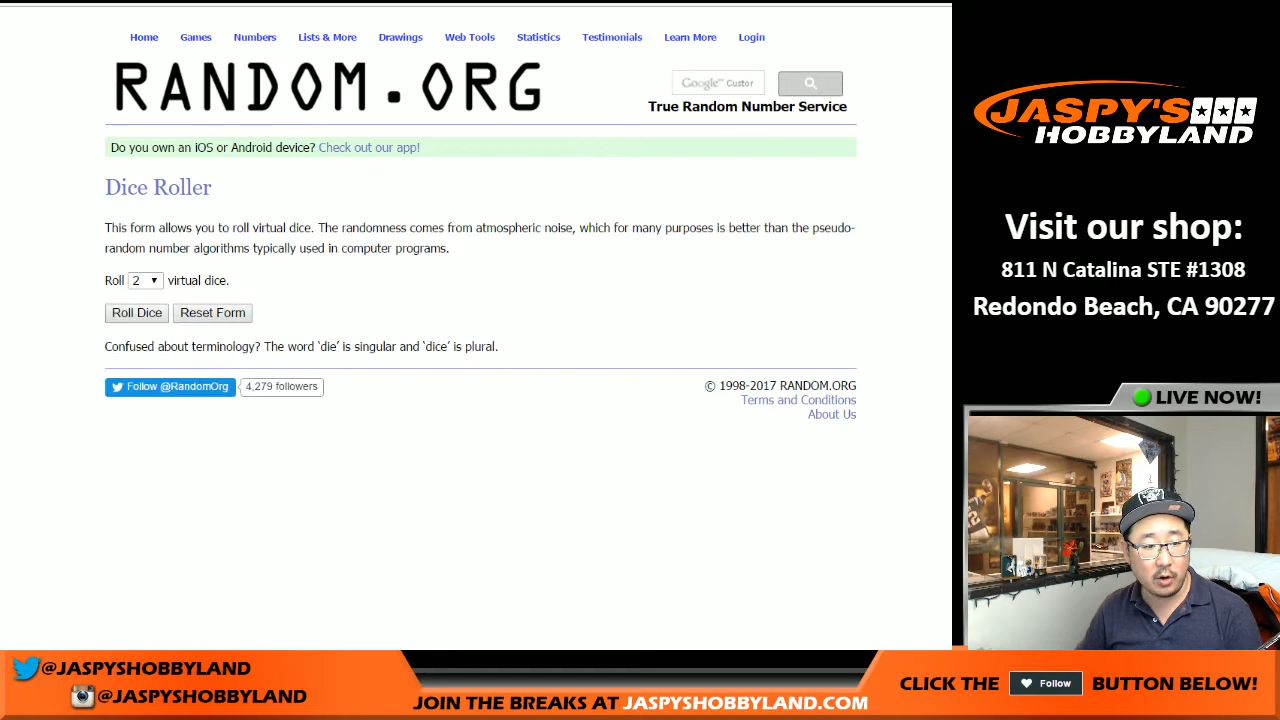 Home Games Numbers Lists & More Drawings Web Tools Statistics Testimonials Learn More Login
RANDOM.ORG
Google™ Custor
True Random Number Service
Do you own an iOS or Android device? Check out our app!
Dice Roller
This form allows you to roll virtual dice. The randomness comes from atmospheric noise, which for many purposes is better than the pseudo-
random number algorithms typically used in computer programs.
Roll 2 virtual dice.
Roll Dice Reset Form
Confused about terminology? The word ‘die’ is singular and ‘dice’ is plural.
Follow @RandomOrg 4,279 followers
© 1998-2017 RANDOM.ORG
Terms and Conditions
About Us
JASPY'S
HOBBYLAND
Visit our shop:
811 N Catalina STE #1308
Redondo Beach, CA 90277
LIVE NOW!
@JASPYSHOBBYLAND
@JASPYSHOBBYLAND
JOIN THE BREAKS AT JASPYSHOBBYLAND.COM
CLICK THE Follow BUTTON BELOW!